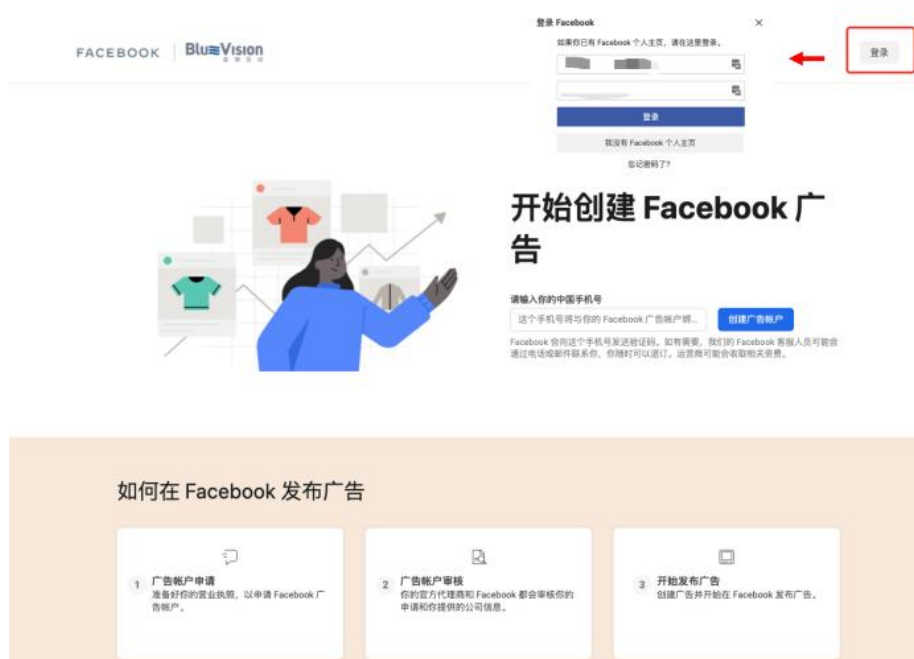 登录 Facebook
如果你已有 Facebook 个人主页，请在这里登录。
FACEBOOK
BlueVision
蓝瀚互动
登录
登录
我没有 Facebook 个人主页
忘记密码了?
开始创建 Facebook 广
告
请输入你的中国手机号
这个手机号将与你的 Facebook 广告帐户绑...
创建广告帐户
Facebook 会向这个手机号发送验证码。如有需要，我们的 Facebook 客服人员可能会
通过电话或邮件联系你，你随时可以退订。运营商可能会收取相关资费。
如何在 Facebook 发布广告
1
广告帐户申请
准备好你的营业执照，以申请 Facebook 广
告帐户。
2
广告帐户审核
你的官方代理商和 Facebook 都会审核你的
申请和你提供的公司信息。
3
开始发布广告
创建广告并开始在 Facebook 发布广告。